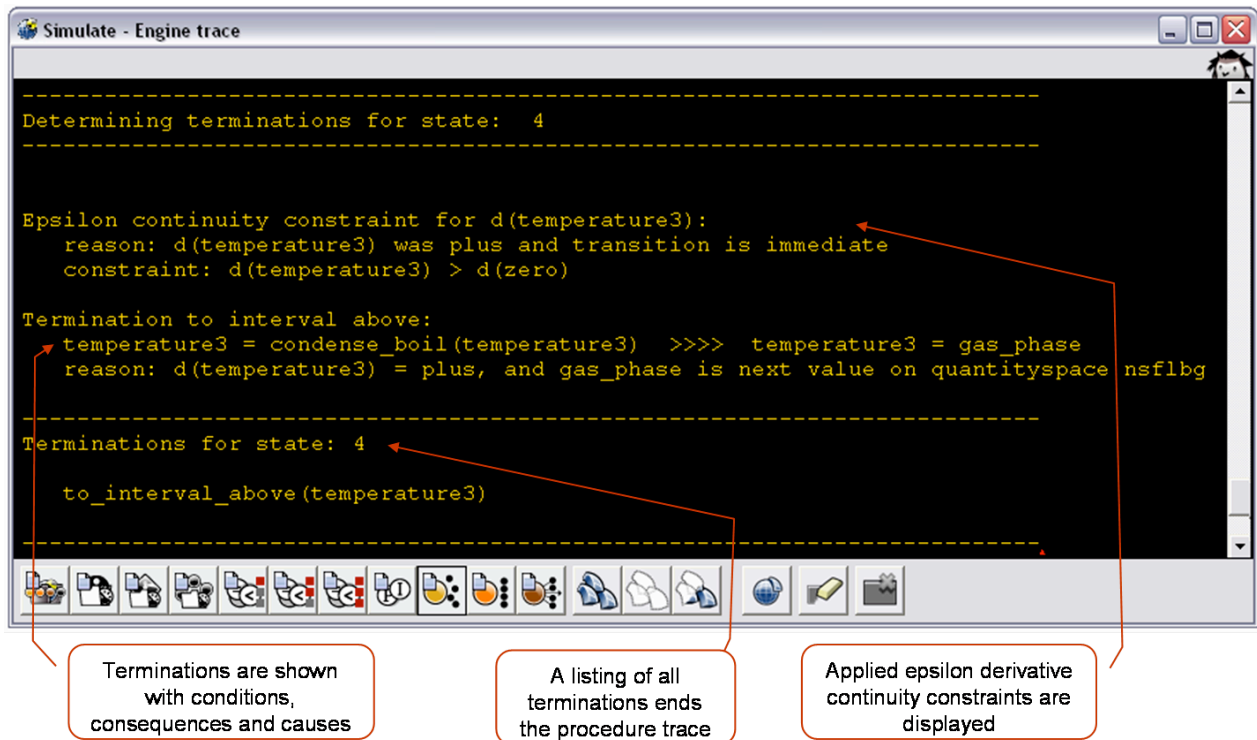 Simulate - Engine trace
-------------------------------------------------------------------------
Determining terminations for state:  4
-------------------------------------------------------------------------
Epsilon continuity constraint for d(temperature3):
reason: d(temperature3) was plus and transition is immediate
constraint: d(temperature3) > d(zero)
Termination to interval above:
temperature3 = condense_boil(temperature3)  >>>>  temperature3 = gas_phase
reason: d(temperature3) = plus, and gas_phase is next value on quantityspace nsflbg
-------------------------------------------------------------------------
Terminations for state: 4
to_interval_above(temperature3)
-------------------------------------------------------------------------
Terminations are shown
with conditions,
consequences and causes
A listing of all
terminations ends
the procedure trace
Applied epsilon derivative
continuity constraints are
displayed